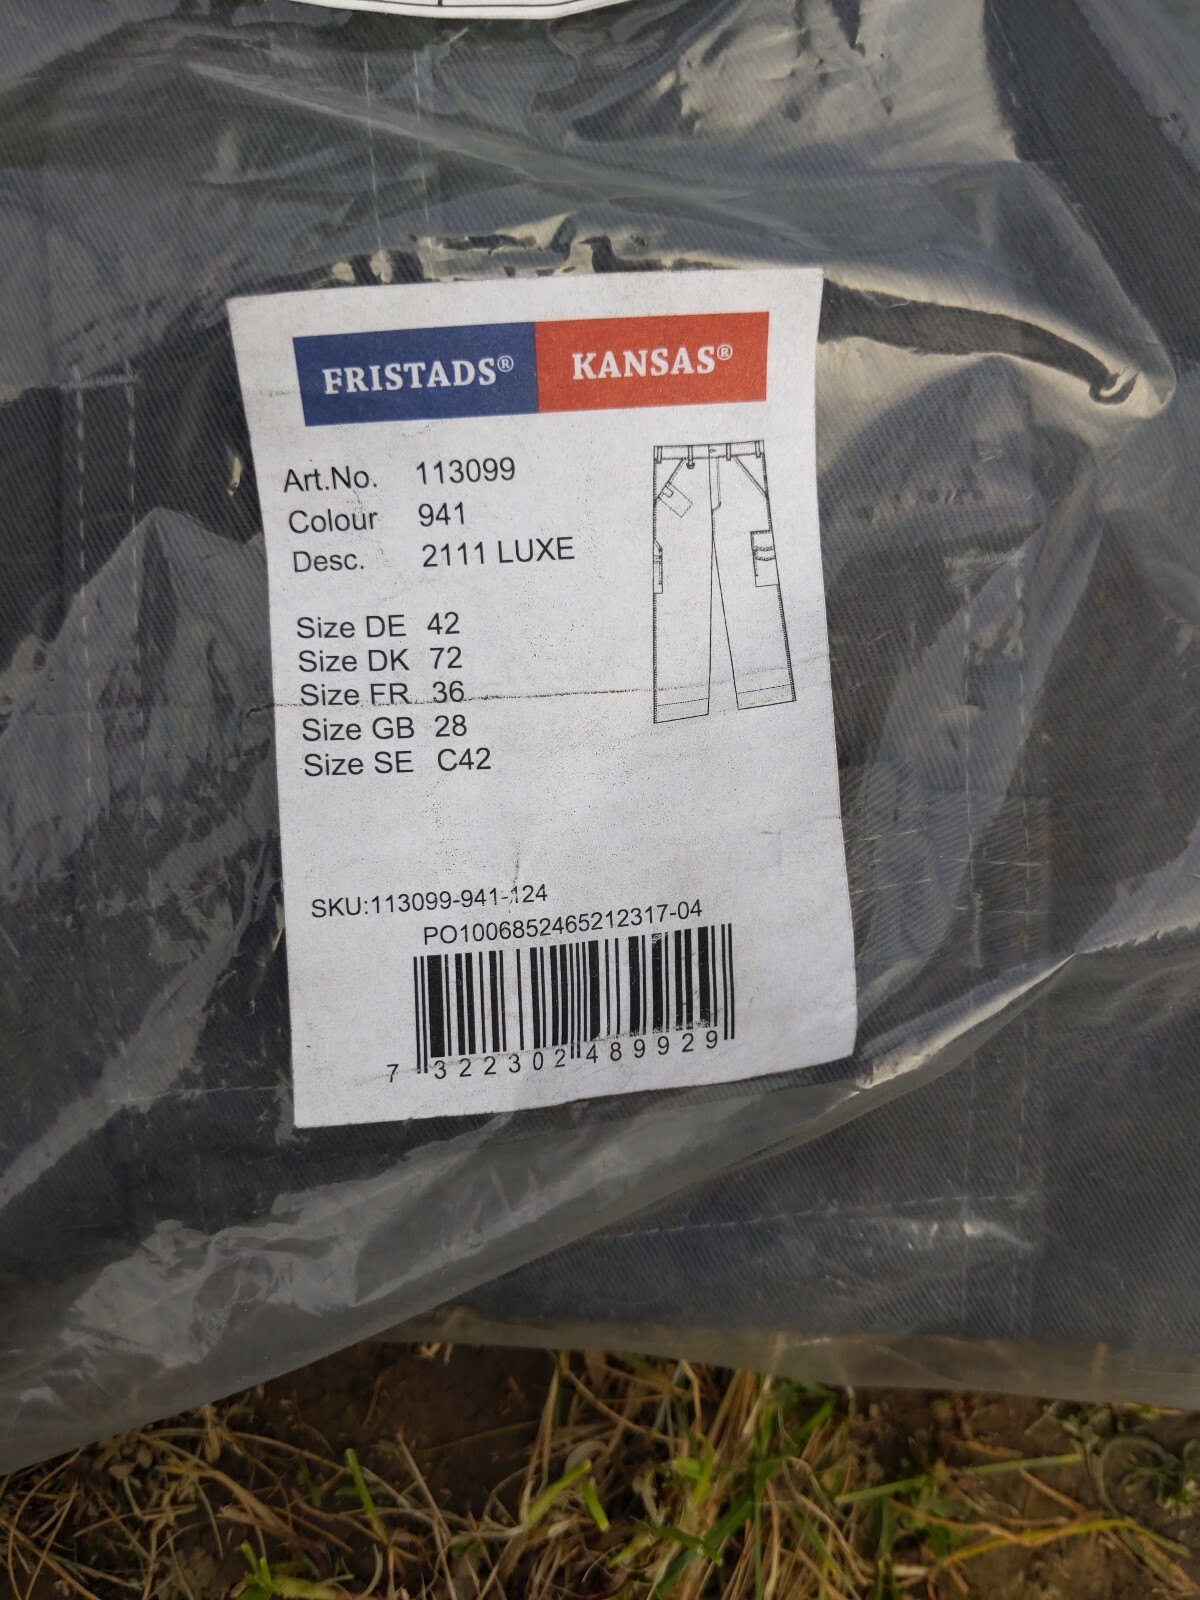 FRISTADS® KANSAS®
Art.No. 113099
Colour 941
Desc. 2111 LUXE
Size DE 42
Size DK 72
Size FR 36
Size GB 28
Size SE C42
SKU:113099-941-124
PO1006852465212317-04
7 322302 489929